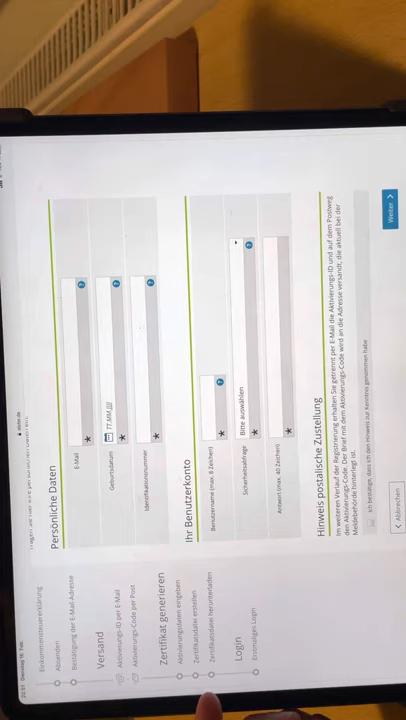 Einkommensteuererklärung
Absenden
Bestätigung der E-Mail-Adresse
Versand
Aktivierungs-ID per E-Mail
Aktivierungs-Code per Post
Zertifikat generieren
Aktivierungsdaten eingeben
Zertifikatsdatei erstellen
Zertifikatsdatei herunterladen
Login
Erstmaliges Login
Persönliche Daten
E-Mail
*
?
Geburtsdatum
*
TT.MM.JJJJ
?
Identifikationsnummer
*
?
Ihr Benutzerkonto
Benutzername (max. 8 Zeichen)
*
?
Sicherheitsabfrage
*
Bitte auswählen
?
Antwort (max. 40 Zeichen)
*
Hinweis postalische Zustellung
Im weiteren Verlauf der Registrierung erhalten Sie getrennt per E-Mail die Aktivierungs-ID und auf dem Postweg
den Aktivierungs-Code. Der Brief mit dem Aktivierungs-Code wird an die Adresse versandt, die aktuell bei der
Meldebehörde hinterlegt ist.
Ich bestätige, dass ich den Hinweis zur Kenntnis genommen habe
Abbrechen
Weiter